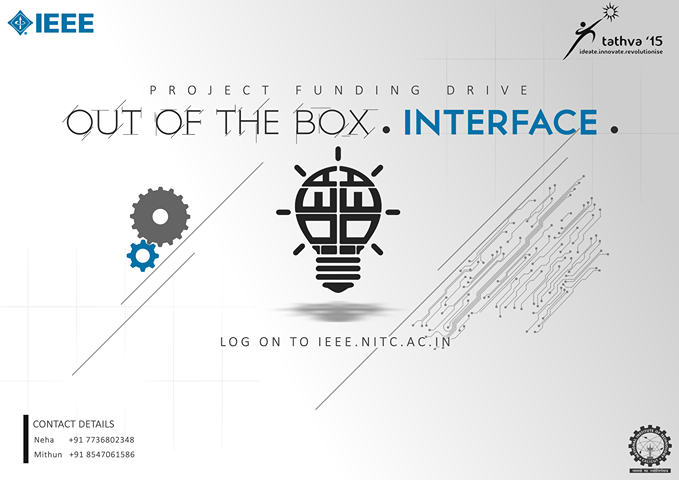 IEEE
tathva '15
ideate.innovate.revolutionise
PROJECT FUNDING DRIVE
OUT OF THE BOX . INTERFACE .
LOG ON TO IEEE.NITC.AC.IN
CONTACT DETAILS
Neha +91 7736802348
Mithun +91 8547061586